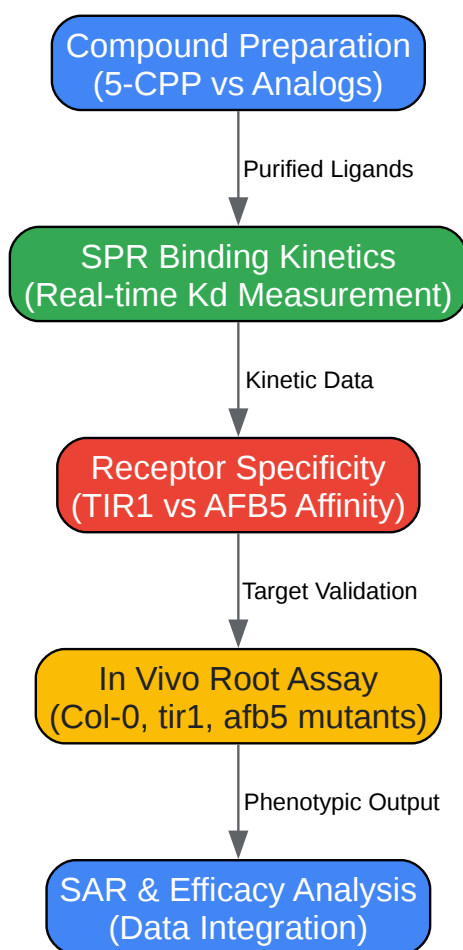 Compound Preparation
(5-CPP vs Analogs)
Purified Ligands
SPR Binding Kinetics
(Real-time Kd Measurement)
Kinetic Data
Receptor Specificity
(TIR1 vs AFB5 Affinity)
Target Validation
In Vivo Root Assay
(Col-0, tir1, afb5 mutants)
Phenotypic Output
SAR & Efficacy Analysis
(Data Integration)